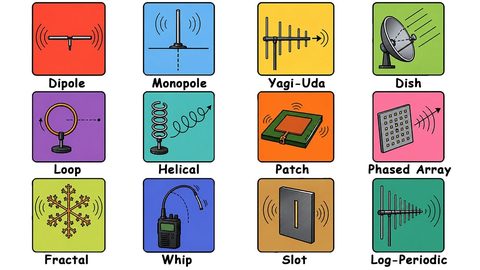 Dipole
Monopole
Yagi-Uda
Dish
Loop
Helical
Patch
Phased Array
Fractal
Whip
Slot
Log-Periodic